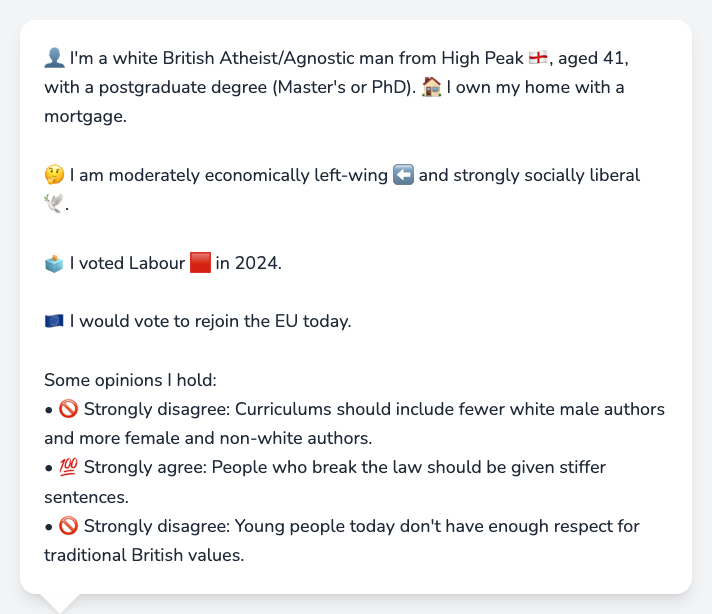 👤 I'm a white British Atheist/Agnostic man from High Peak 🏴󠁧󠁢󠁥󠁮󠁧󠁿, aged 41,
with a postgraduate degree (Master's or PhD). 🏠 I own my home with a
mortgage.
🤔 I am moderately economically left-wing ⬅️ and strongly socially liberal
🕊️.
🗳️ I voted Labour 🟥 in 2024.
🇪🇺 I would vote to rejoin the EU today.
Some opinions I hold:
• 🚫 Strongly disagree: Curriculums should include fewer white male authors
and more female and non-white authors.
• 💯 Strongly agree: People who break the law should be given stiffer
sentences.
• 🚫 Strongly disagree: Young people today don't have enough respect for
traditional British values.